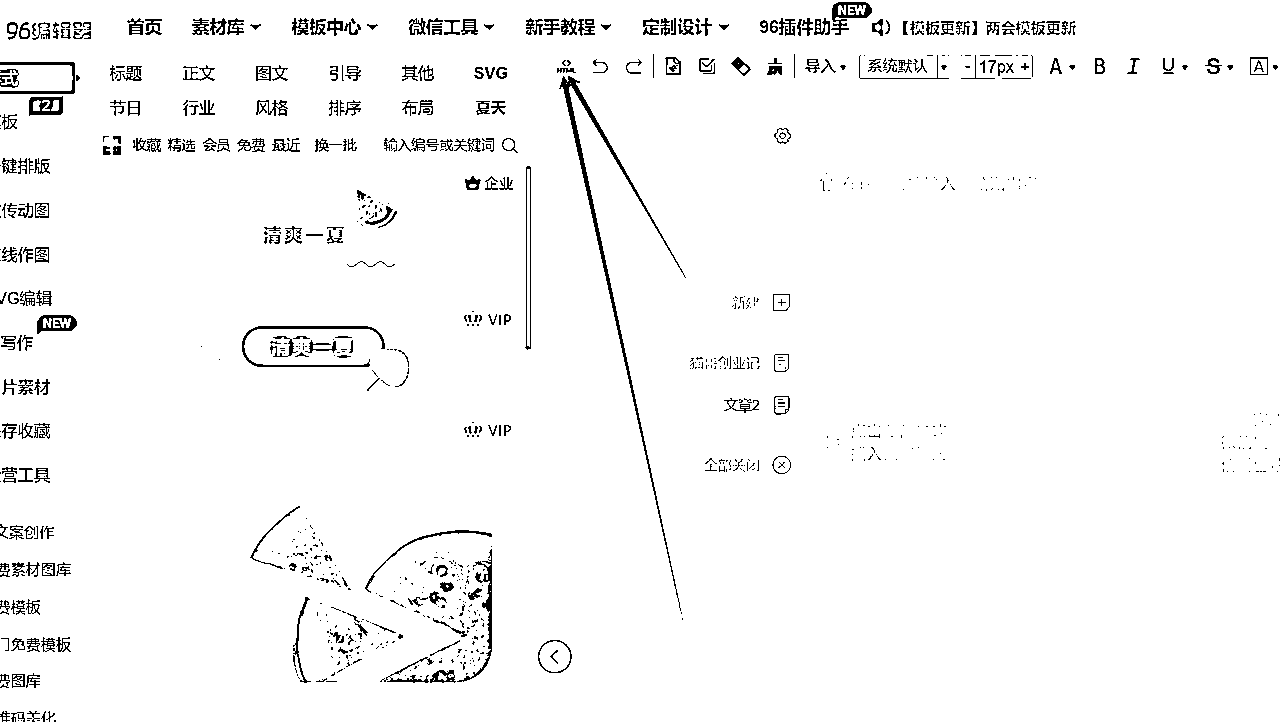 96编辑器
首页 素材库 模板中心 微信工具 新手教程 定制设计 96插件助手 NEW 【模板更新】两会模板更新
式
标题 正文 图文 引导 其他 SVG
HTML 导入 系统默认 - 17px + A B I U S A
节日 行业 风格 排序 布局 夏天
收藏 精选 会员 免费 最近 换一批 输入编号或关键词
板
键排版
传动图
线作图
VG编辑
NEW
写作
片素材
存收藏
营工具
文案创作
费素材图库
费模板
门免费模板
费图库
维码美化
企业
清爽一夏
VIP
清爽一夏
VIP
新建
猫哥创业记
文章2
全部关闭